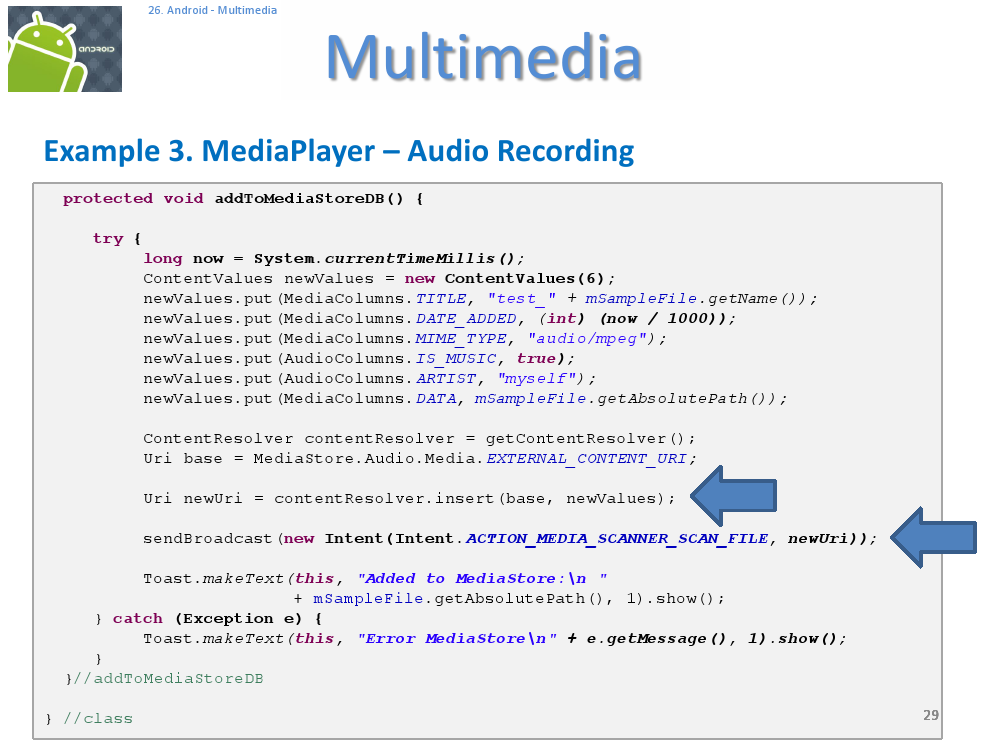 26. Android - Multimedia
ANDROID
Multimedia
Example 3. MediaPlayer – Audio Recording
protected void addToMediaStoreDB() {
try {
long now = System.currentTimeMillis();
ContentValues newValues = new ContentValues(6);
newValues.put(MediaColumns.TITLE, "test_" + mSampleFile.getName());
newValues.put(MediaColumns.DATE_ADDED, (int) (now / 1000));
newValues.put(MediaColumns.MIME_TYPE, "audio/mpeg");
newValues.put(AudioColumns.IS_MUSIC, true);
newValues.put(AudioColumns.ARTIST, "myself");
newValues.put(MediaColumns.DATA, mSampleFile.getAbsolutePath());
ContentResolver contentResolver = getContentResolver();
Uri base = MediaStore.Audio.Media.EXTERNAL_CONTENT_URI;
Uri newUri = contentResolver.insert(base, newValues);
sendBroadcast(new Intent(Intent.ACTION_MEDIA_SCANNER_SCAN_FILE, newUri));
Toast.makeText(this, "Added to MediaStore:\n "
+ mSampleFile.getAbsolutePath(), 1).show();
} catch (Exception e) {
Toast.makeText(this, "Error MediaStore\n" + e.getMessage(), 1).show();
}
}//addToMediaStoreDB
} //class
29